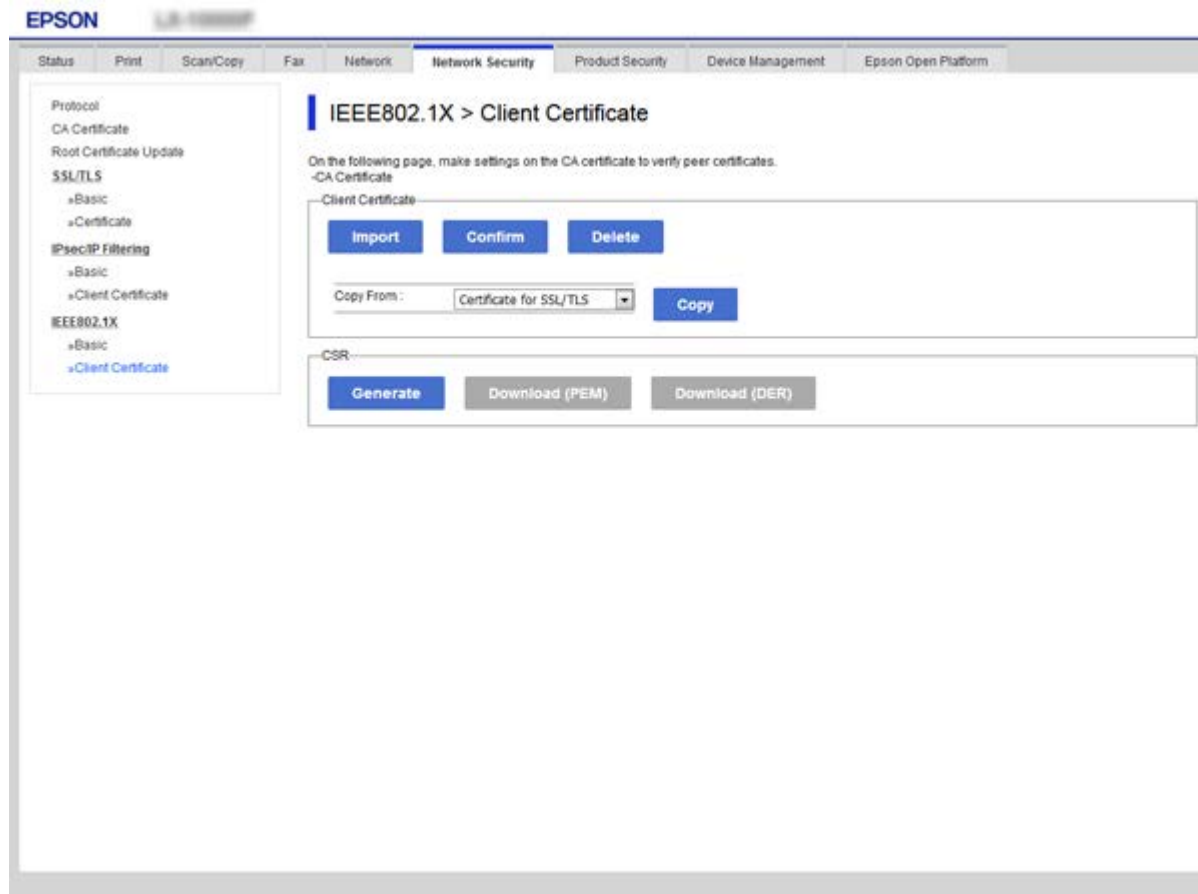 EPSON
Status Print Scan/Copy Fax Network Network Security Product Security Device Management Epson Open Platform
Protocol
CA Certificate
Root Certificate Update
SSL/TLS
»Basic
»Certificate
IPsec/IP Filtering
»Basic
»Client Certificate
IEEE802.1X
»Basic
»Client Certificate
IEEE802.1X > Client Certificate
On the following page, make settings on the CA certificate to verify peer certificates.
-CA Certificate
Client Certificate
Import Confirm Delete
Copy From : Certificate for SSL/TLS Copy
CSR
Generate Download (PEM) Download (DER)